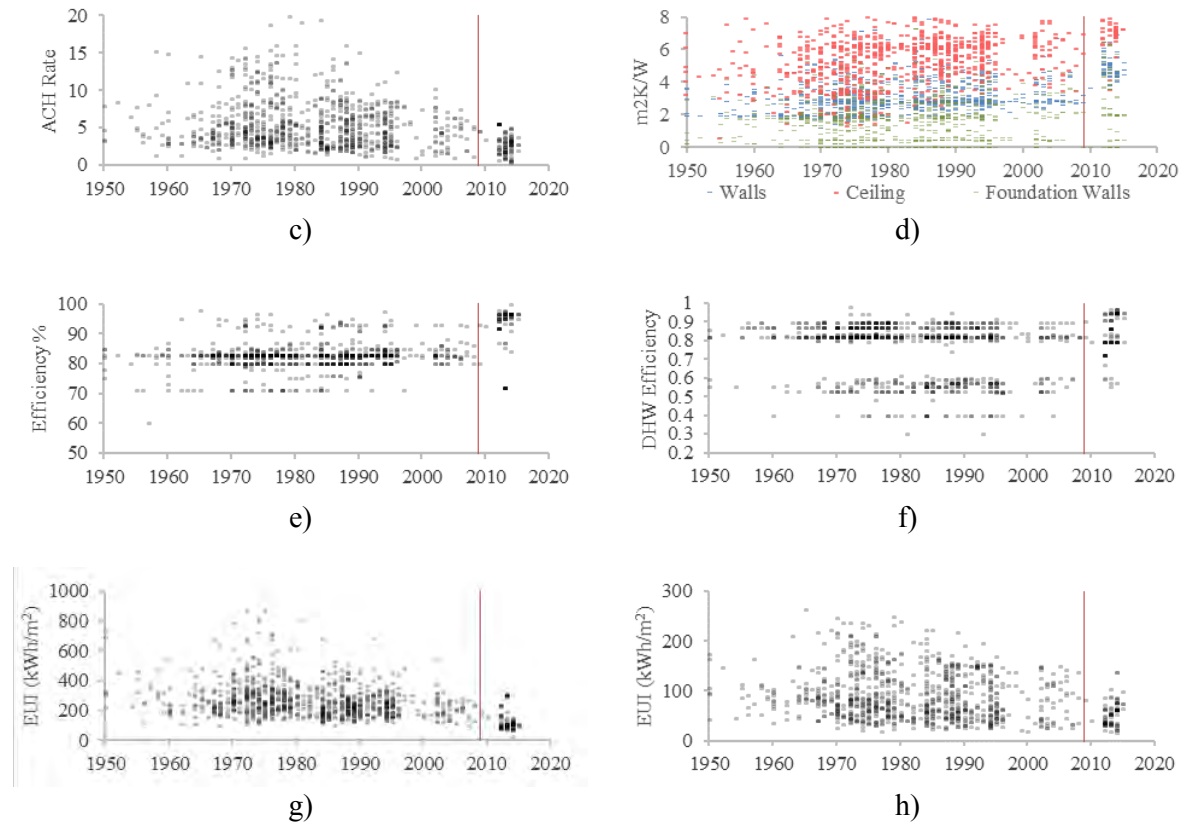 20
15
10
5
0
ACH Rate
1950 1960 1970 1980 1990 2000 2010 2020
c)
8
6
4
2
0
m2K/W
1950 1960 1970 1980 1990 2000 2010 2020
Walls Ceiling Foundation Walls
d)
100
90
80
70
60
50
Efficiency %
1950 1960 1970 1980 1990 2000 2010 2020
e)
1
0.9
0.8
0.7
0.6
0.5
0.4
0.3
0.2
DHW Efficiency
1950 1960 1970 1980 1990 2000 2010 2020
f)
1000
800
600
400
200
0
EUI (kWh/m²)
1950 1960 1970 1980 1990 2000 2010 2020
g)
300
200
100
0
EUI (kWh/m²)
1950 1960 1970 1980 1990 2000 2010 2020
h)